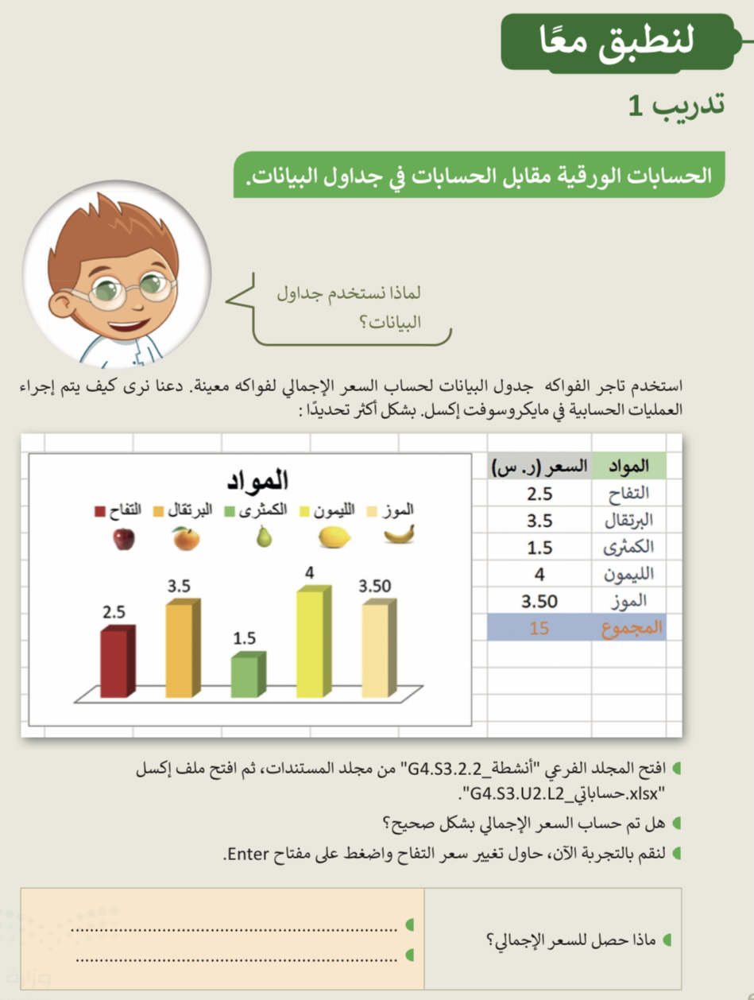 لنطبق معًا
تدريب 1
الحسابات الورقية مقابل الحسابات في جداول البيانات.
لماذا نستخدم جداول
البيانات؟
استخدم تاجر الفواكه جدول البيانات لحساب السعر الإجمالي لفواكه معينة. دعنا نرى كيف يتم إجراء
العمليات الحسابية في مايكروسوفت إكسل. بشكل أكثر تحديدًا :
المواد السعر (ر. س)
التفاح 2.5
البرتقال 3.5
الكمثرى 1.5
الليمون 4
الموز 3.50
المجموع 15
المواد
الموز الليمون الكمثرى البرتقال التفاح
2.5 3.5 1.5 4 3.50
افتح المجلد الفرعي "أنشطة_G4.S3.2.2" من مجلد المستندات، ثم افتح ملف إكسل
"G4.S3.U2.L2_حساباتي.xlsx".
هل تم حساب السعر الإجمالي بشكل صحيح؟
لنقم بالتجربة الآن، حاول تغيير سعر التفاح واضغط على مفتاح Enter.
ماذا حصل للسعر الإجمالي؟
......................................................................
......................................................................
وزارة